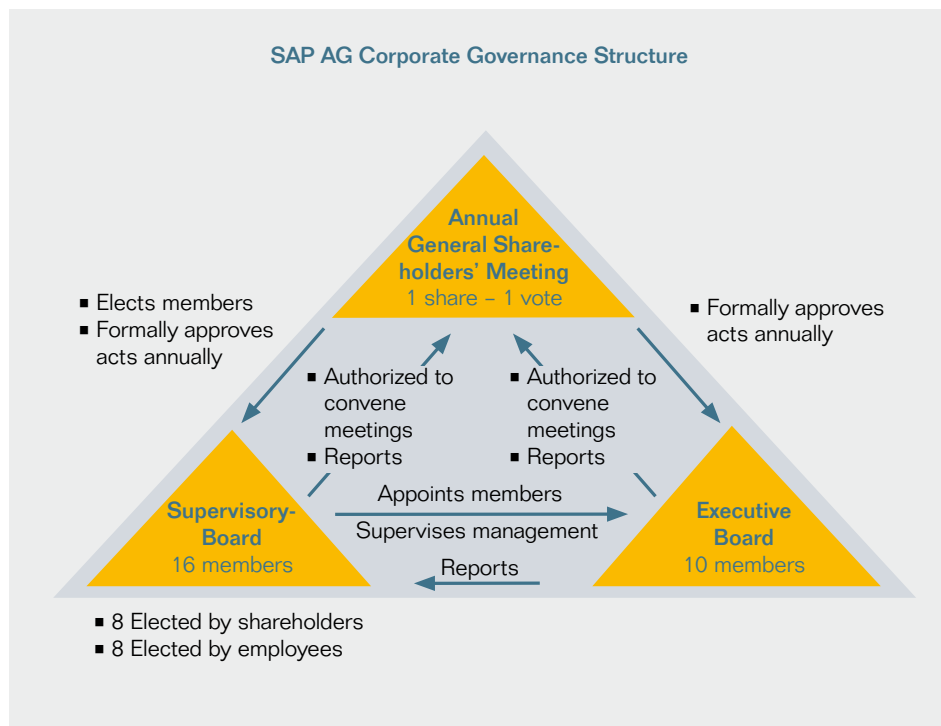 SAP AG Corporate Governance Structure
Annual
General Share-
holders’ Meeting
1 share – 1 vote
■ Elects members
■ Formally approves
acts annually
■ Formally approves
acts annually
■ Authorized to
convene
meetings
■ Reports
■ Authorized to
convene
meetings
■ Reports
Supervisory-
Board
16 members
Appoints members
Supervises management
Reports
Executive
Board
10 members
■ 8 Elected by shareholders
■ 8 Elected by employees